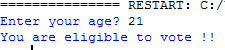 =============== RESTART: C:/
Enter your age? 21
You are eligible to vote !!